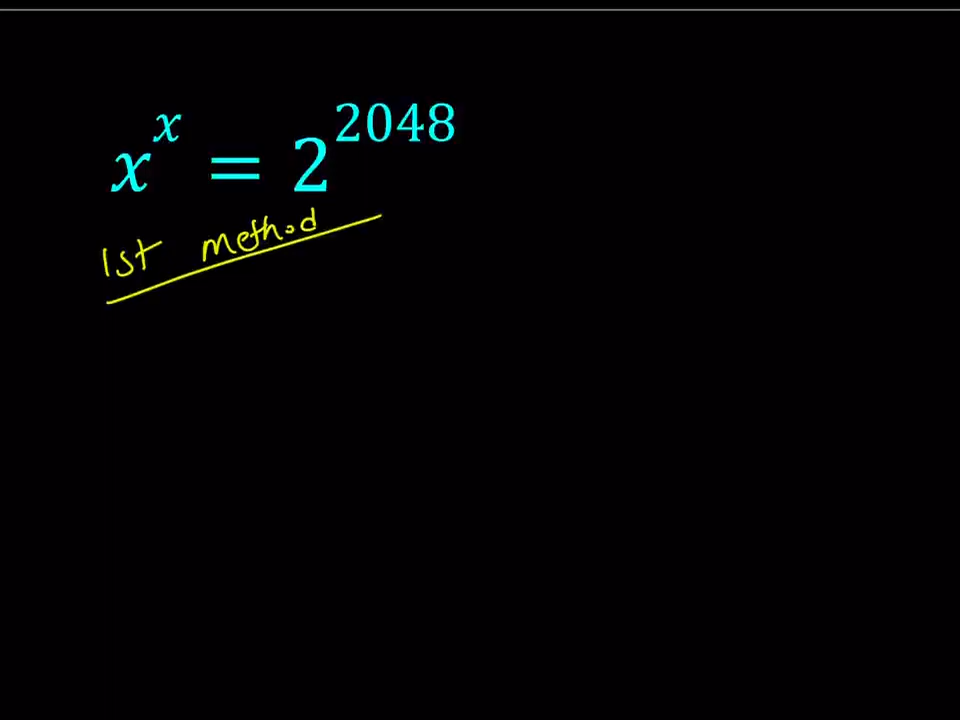 x^x = 2^2048
1st method